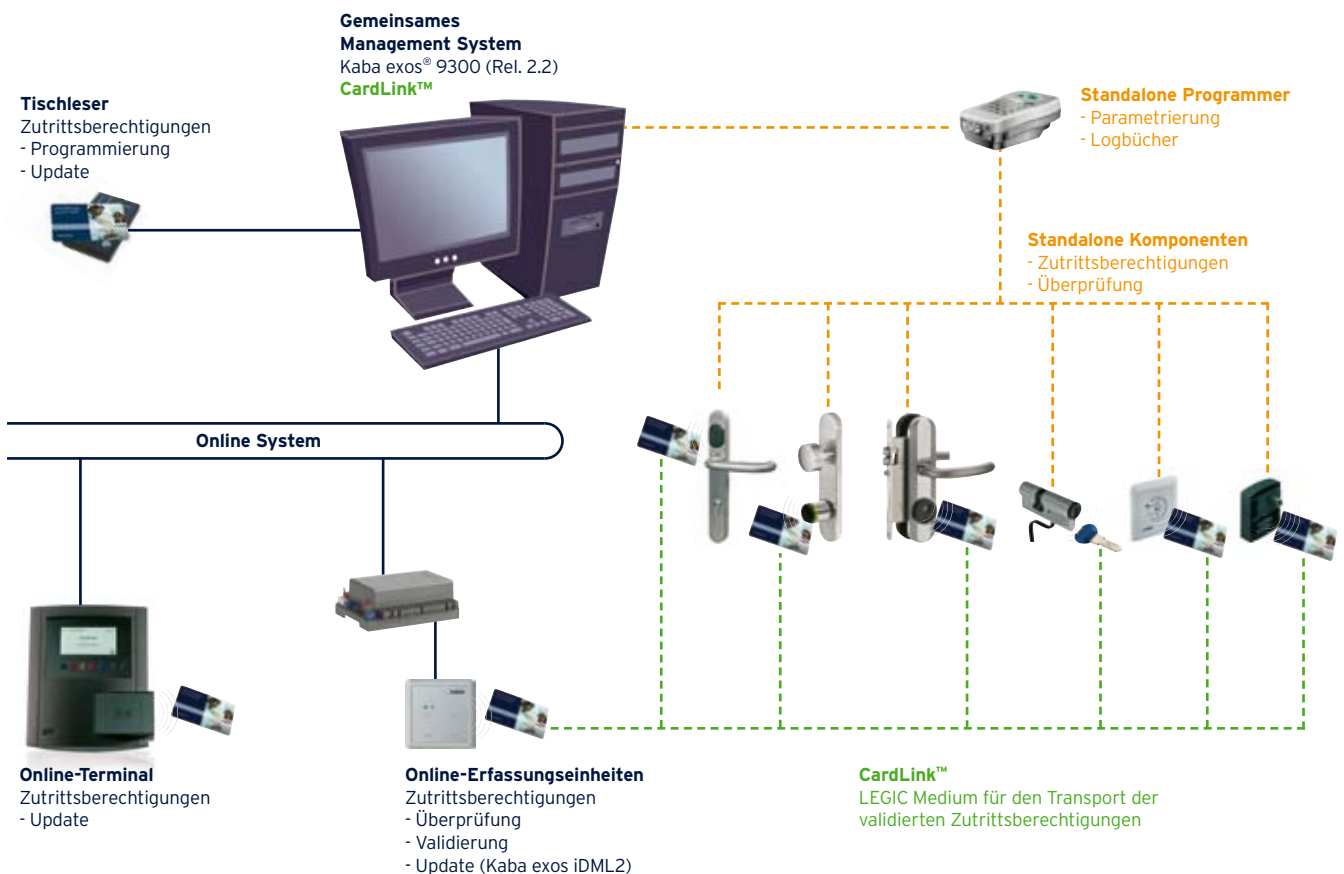 Gemeinsames
Management System
Kaba exos® 9300 (Rel. 2.2)
CardLink™
Tischleser
Zutrittsberechtigungen
- Programmierung
- Update
Standalone Programmer
- Parametrierung
- Logbücher
Standalone Komponenten
- Zutrittsberechtigungen
- Überprüfung
Online System
Online-Terminal
Zutrittsberechtigungen
- Update
Online-Erfassungseinheiten
Zutrittsberechtigungen
- Überprüfung
- Validierung
- Update (Kaba exos iDML2)
CardLink™
LEGIC Medium für den Transport der
validierten Zutrittsberechtigungen